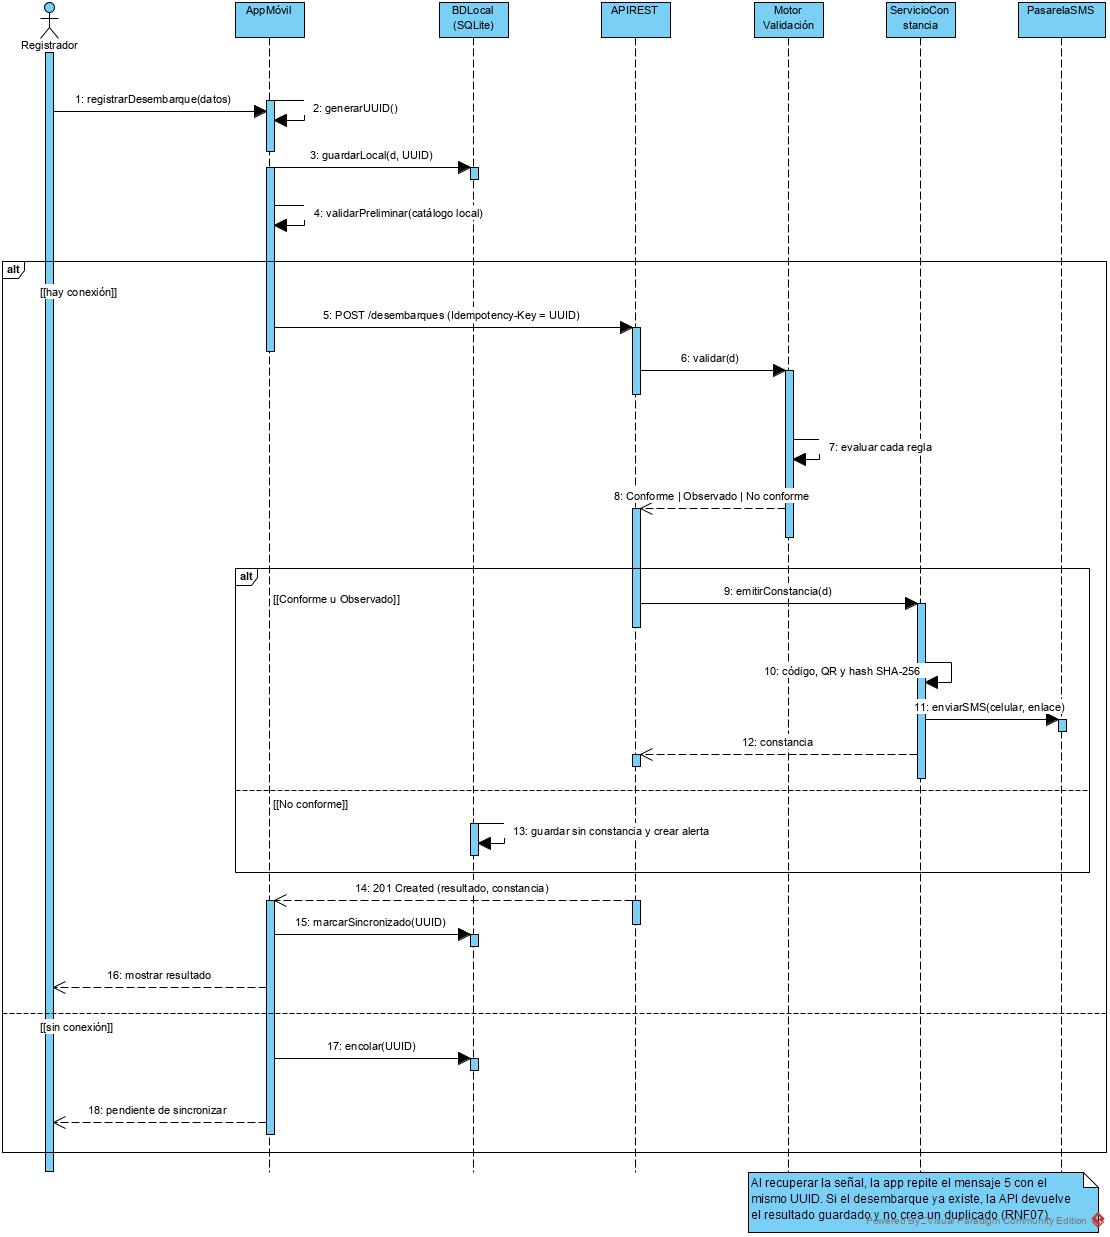 Registrador
AppMóvil
BDLocal
(SQLite)
APIREST
Motor
Validación
ServicioCon
stancia
PasarelaSMS
1: registrarDesembarque(datos)
2: generarUUID()
3: guardarLocal(d, UUID)
4: validarPreliminar(catálogo local)
alt
[[hay conexión]]
5: POST /desembarques (Idempotency-Key = UUID)
6: validar(d)
7: evaluar cada regla
8: Conforme | Observado | No conforme
alt
[[Conforme u Observado]]
9: emitirConstancia(d)
10: código, QR y hash SHA-256
11: enviarSMS(celular, enlace)
12: constancia
[[No conforme]]
13: guardar sin constancia y crear alerta
14: 201 Created (resultado, constancia)
15: marcarSincronizado(UUID)
16: mostrar resultado
[[sin conexión]]
17: encolar(UUID)
18: pendiente de sincronizar
Al recuperar la señal, la app repite el mensaje 5 con el
mismo UUID. Si el desembarque ya existe, la API devuelve
el resultado guardado y no crea un duplicado (RNF07).
Powered By Visual Paradigm Community Edition